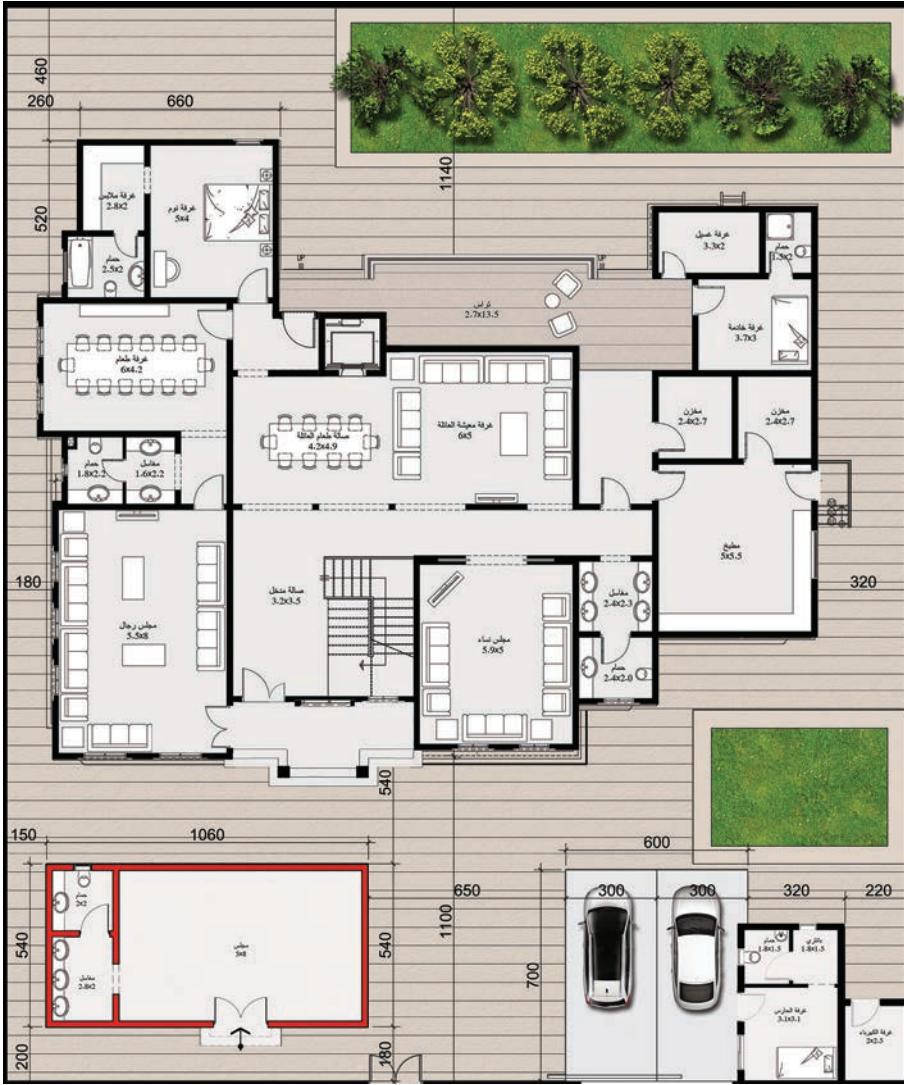 460
260
660
1140
520
غرفة ملابس
2.8x2
غرفة نوم
5x4
حمام
2.5x2
UP
UP
غرفة غسيل
3.3x2
حمام
1.5x2
تراس
2.7x13.5
غرفة خادمة
3.7x3
غرفة طعام
6x4.2
صالة طعام العائلة
4.2x4.9
غرفة معيشة العائلة
6x5
مخزن
2.4x2.7
مخزن
2.4x2.7
حمام
1.8x2.2
مغاسل
1.6x2.2
مطبخ
5x5.5
180
320
صالة مدخل
3.2x3.5
مجلس رجال
5.5x8
مجلس نساء
5.9x5
مغاسل
2.4x2.3
حمام
2.4x2.0
540
150
1060
600
650
300
300
320
220
540
540
1100
700
حمام
2x2
مغاسل
2.8x2
مجلس
5x8
حمام
1.8x1.5
بانتري
1.8x1.5
غرفة الحارس
3.1x3.1
غرفة الكهرباء
2x2.5
200
180